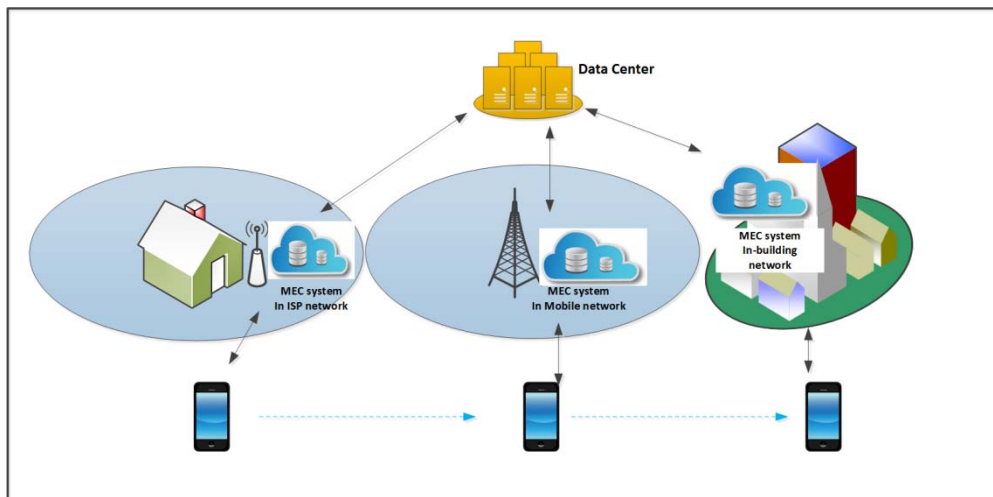 Data Center
MEC system
In ISP network
MEC system
In Mobile network
MEC system
In-building
network